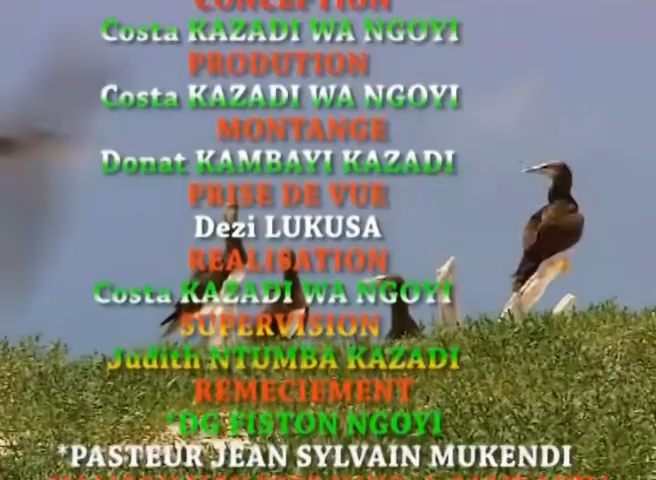 CONCEPTION
Costa KAZADI WA NGOYI
PRODUTION
Costa KAZADI WA NGOYI
MONTANGE
Donat KAMBAYI KAZADI
PRISE DE VUE
Dezi LUKUSA
REALISATION
Costa KAZADI WA NGOYI
SUPERVISION
Judith NTUMBA KAZADI
REMECIEMENT
*DG FISTON NGOYI
*PASTEUR JEAN SYLVAIN MUKENDI